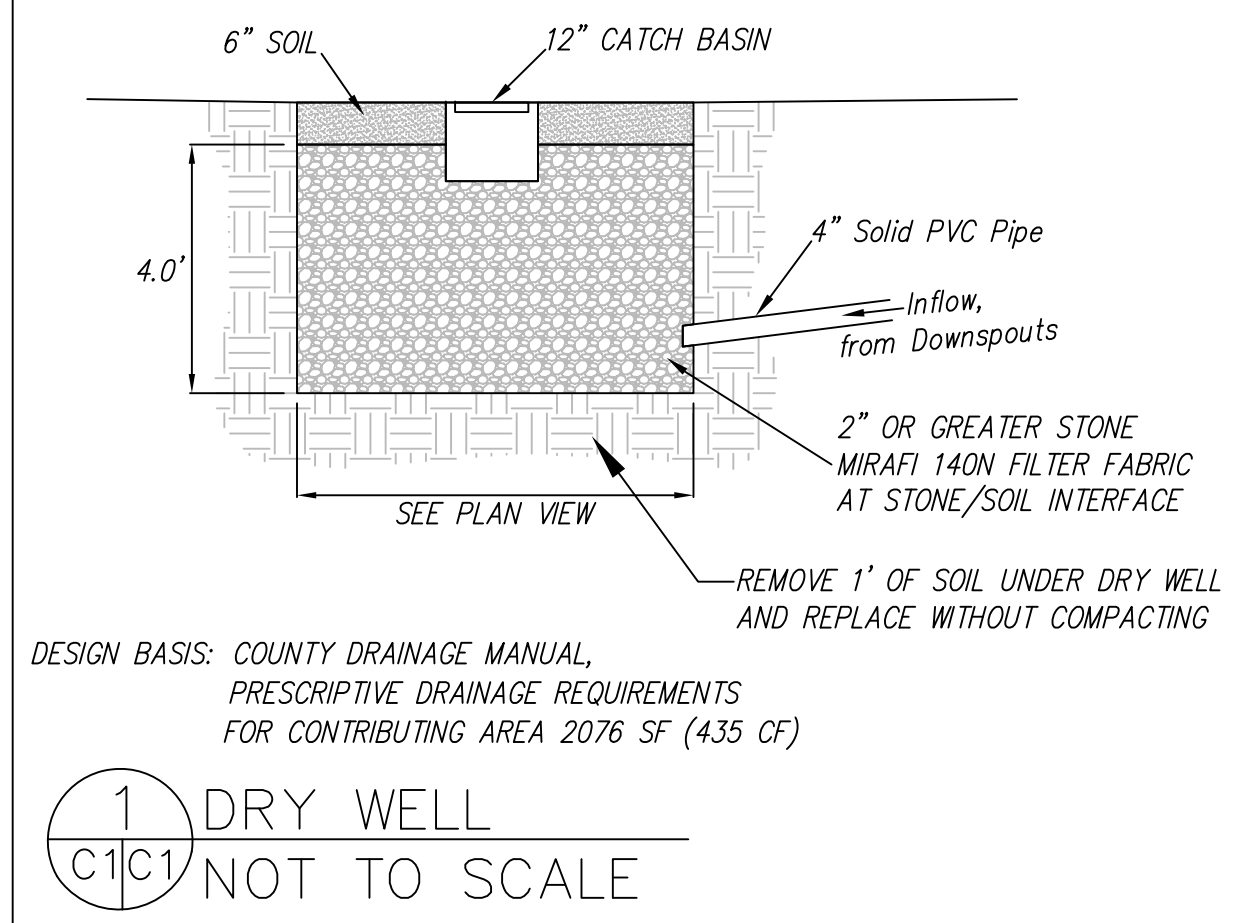 6" SOIL
12" CATCH BASIN
4.0'
4" Solid PVC Pipe
Inflow,
from Downspouts
2" OR GREATER STONE
MIRAFI 140N FILTER FABRIC
AT STONE/SOIL INTERFACE
SEE PLAN VIEW
REMOVE 1' OF SOIL UNDER DRY WELL
AND REPLACE WITHOUT COMPACTING
DESIGN BASIS: COUNTY DRAINAGE MANUAL,
PRESCRIPTIVE DRAINAGE REQUIREMENTS
FOR CONTRIBUTING AREA 2076 SF (435 CF)
1 DRY WELL
C1 C1 NOT TO SCALE